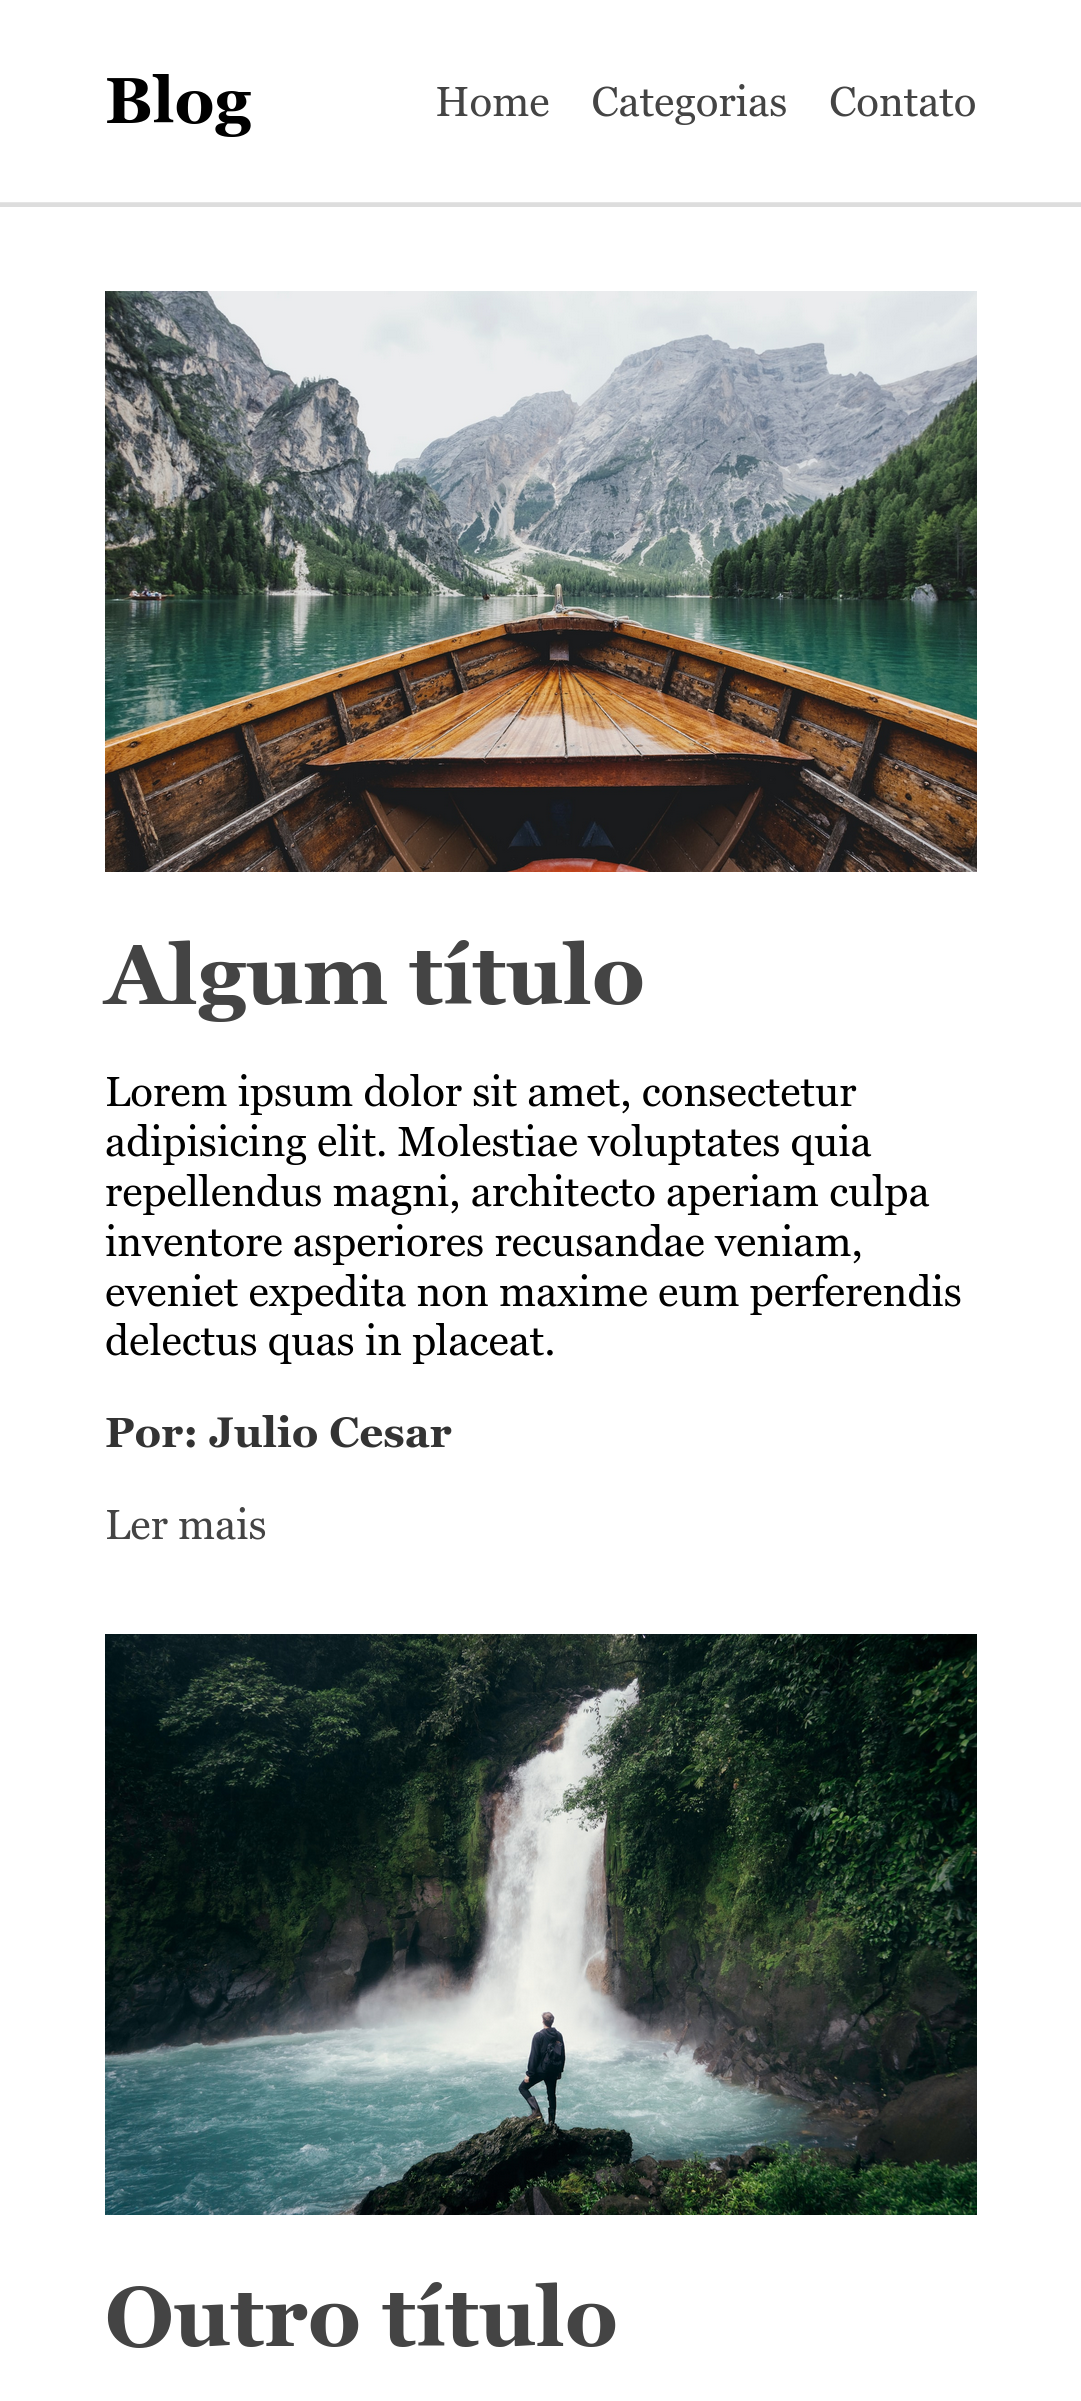 Blog
Home Categorias Contato
Algum título
Lorem ipsum dolor sit amet, consectetur
adipisicing elit. Molestiae voluptates quia
repellendus magni, architecto aperiam culpa
inventore asperiores recusandae veniam,
eveniet expedita non maxime eum perferendis
delectus quas in placeat.
Por: Julio Cesar
Ler mais
Outro título